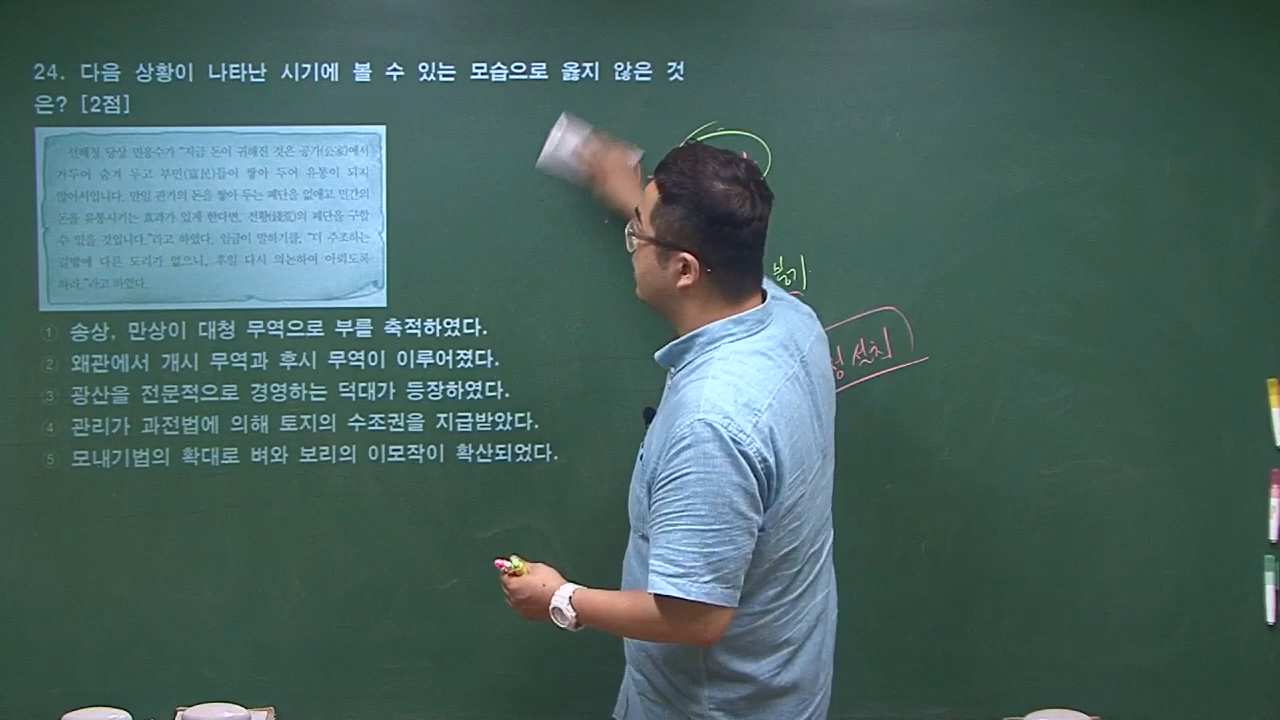 24. 다음 상황이 나타난 시기에 볼 수 있는 모습으로 옳지 않은 것
은? [2점]
선혜청 당상 민응수가 "지금 돈이 귀해진 것은 공가(公家)에서
거두어 숨겨 두고 부민(富民)들이 쌓아 두어 유통이 되지
않아서입니다. 만일 관가의 돈을 쌓아 두는 폐단을 없애고 민간의
돈을 유통시키는 효과가 있게 한다면, 전황(錢荒)의 폐단을 구할
수 있을 것입니다."라고 하였다. 임금이 말하기를, "더 주조하는
길밖에 다른 도리가 없으니, 후일 다시 의논하여 아뢰도록
하라."라고 하였다.
① 송상, 만상이 대청 무역으로 부를 축적하였다.
② 왜관에서 개시 무역과 후시 무역이 이루어졌다.
③ 광산을 전문적으로 경영하는 덕대가 등장하였다.
④ 관리가 과전법에 의해 토지의 수조권을 지급받았다.
⑤ 모내기법의 확대로 벼와 보리의 이모작이 확산되었다.
설치